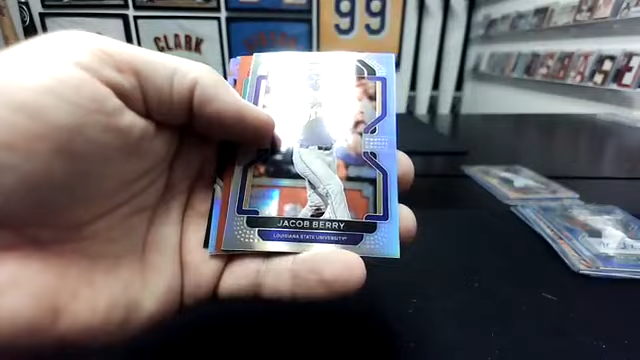 CLARK
99
JACOB BERRY
LOUISIANA STATE UNIVERSITY